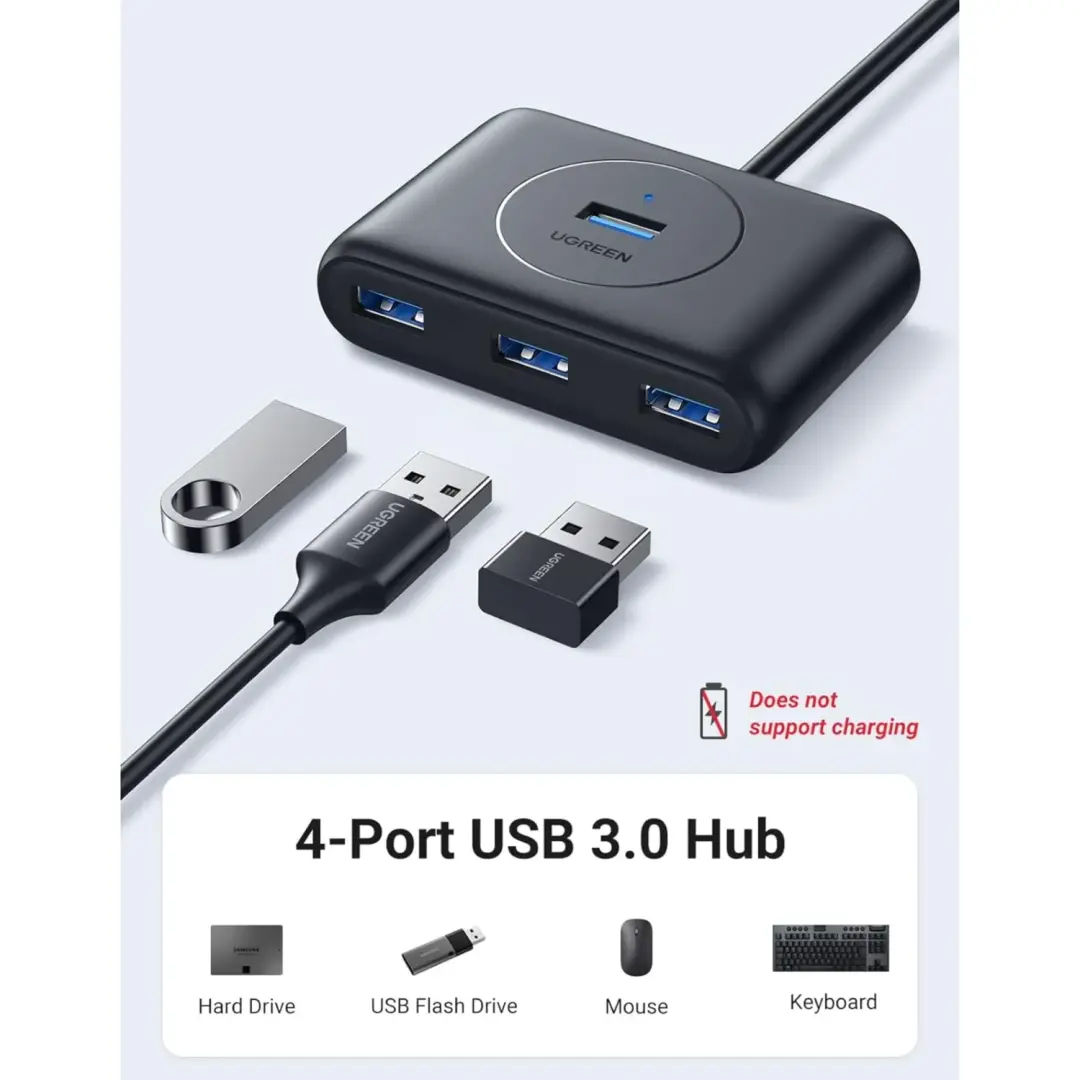 UGREEN
UGREEN
UGREEN
Does not
support charging
4-Port USB 3.0 Hub
SAMSUNG
Hard Drive
USB Flash Drive
Mouse
Keyboard